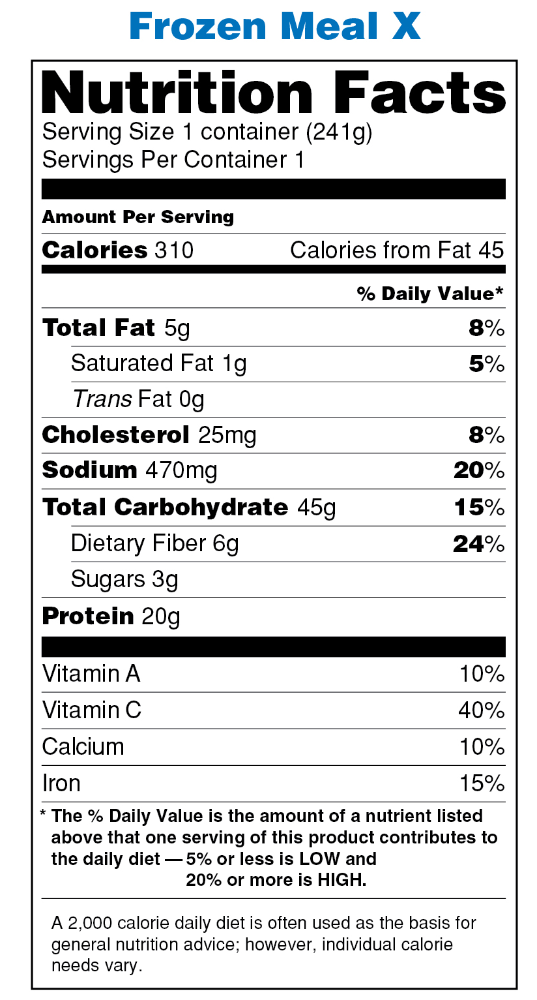 Frozen Meal X
Nutrition Facts
Serving Size 1 container (241g)
Servings Per Container 1
Amount Per Serving
Calories 310 Calories from Fat 45
% Daily Value*
Total Fat 5g 8%
Saturated Fat 1g 5%
Trans Fat 0g
Cholesterol 25mg 8%
Sodium 470mg 20%
Total Carbohydrate 45g 15%
Dietary Fiber 6g 24%
Sugars 3g
Protein 20g
Vitamin A 10%
Vitamin C 40%
Calcium 10%
Iron 15%
* The % Daily Value is the amount of a nutrient listed
above that one serving of this product contributes to
the daily diet — 5% or less is LOW and
20% or more is HIGH.
A 2,000 calorie daily diet is often used as the basis for
general nutrition advice; however, individual calorie
needs vary.